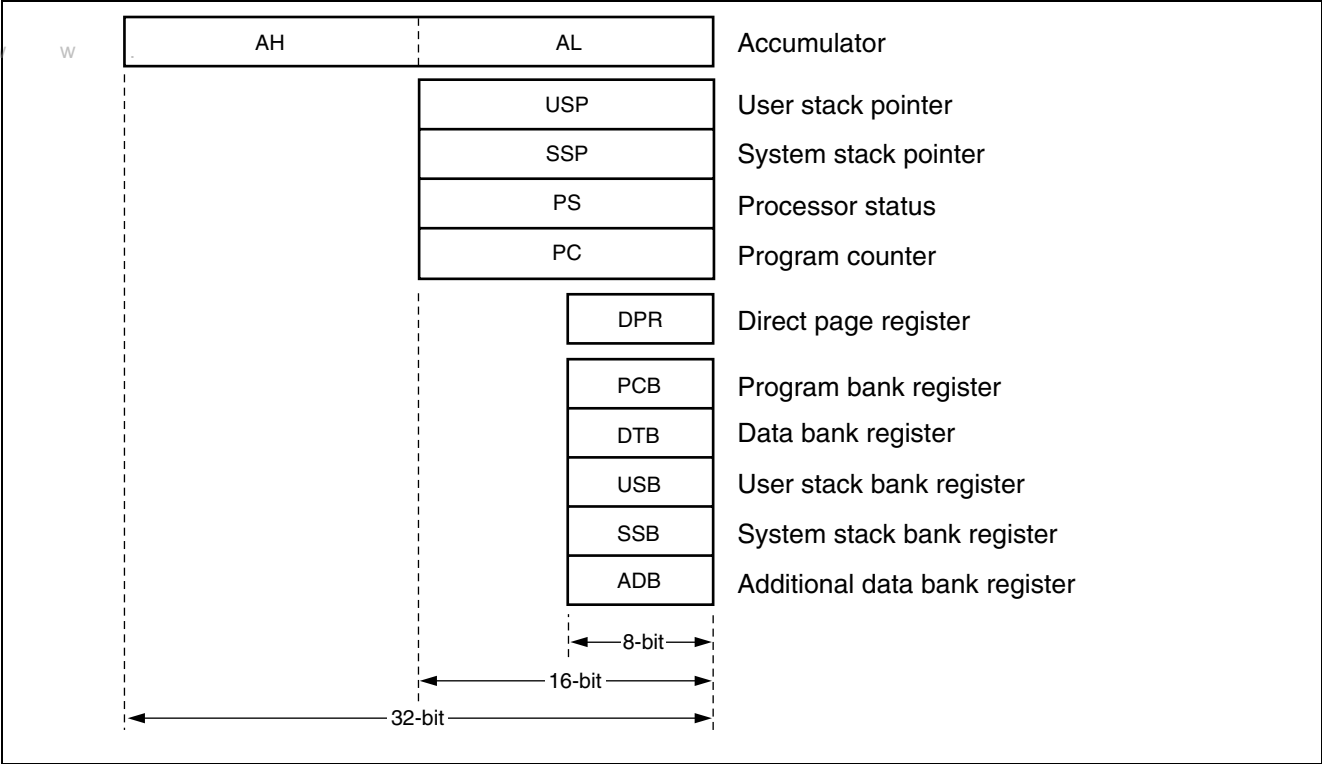 AH AL Accumulator
USP User stack pointer
SSP System stack pointer
PS Processor status
PC Program counter
DPR Direct page register
PCB Program bank register
DTB Data bank register
USB User stack bank register
SSB System stack bank register
ADB Additional data bank register
8-bit
16-bit
32-bit
w .